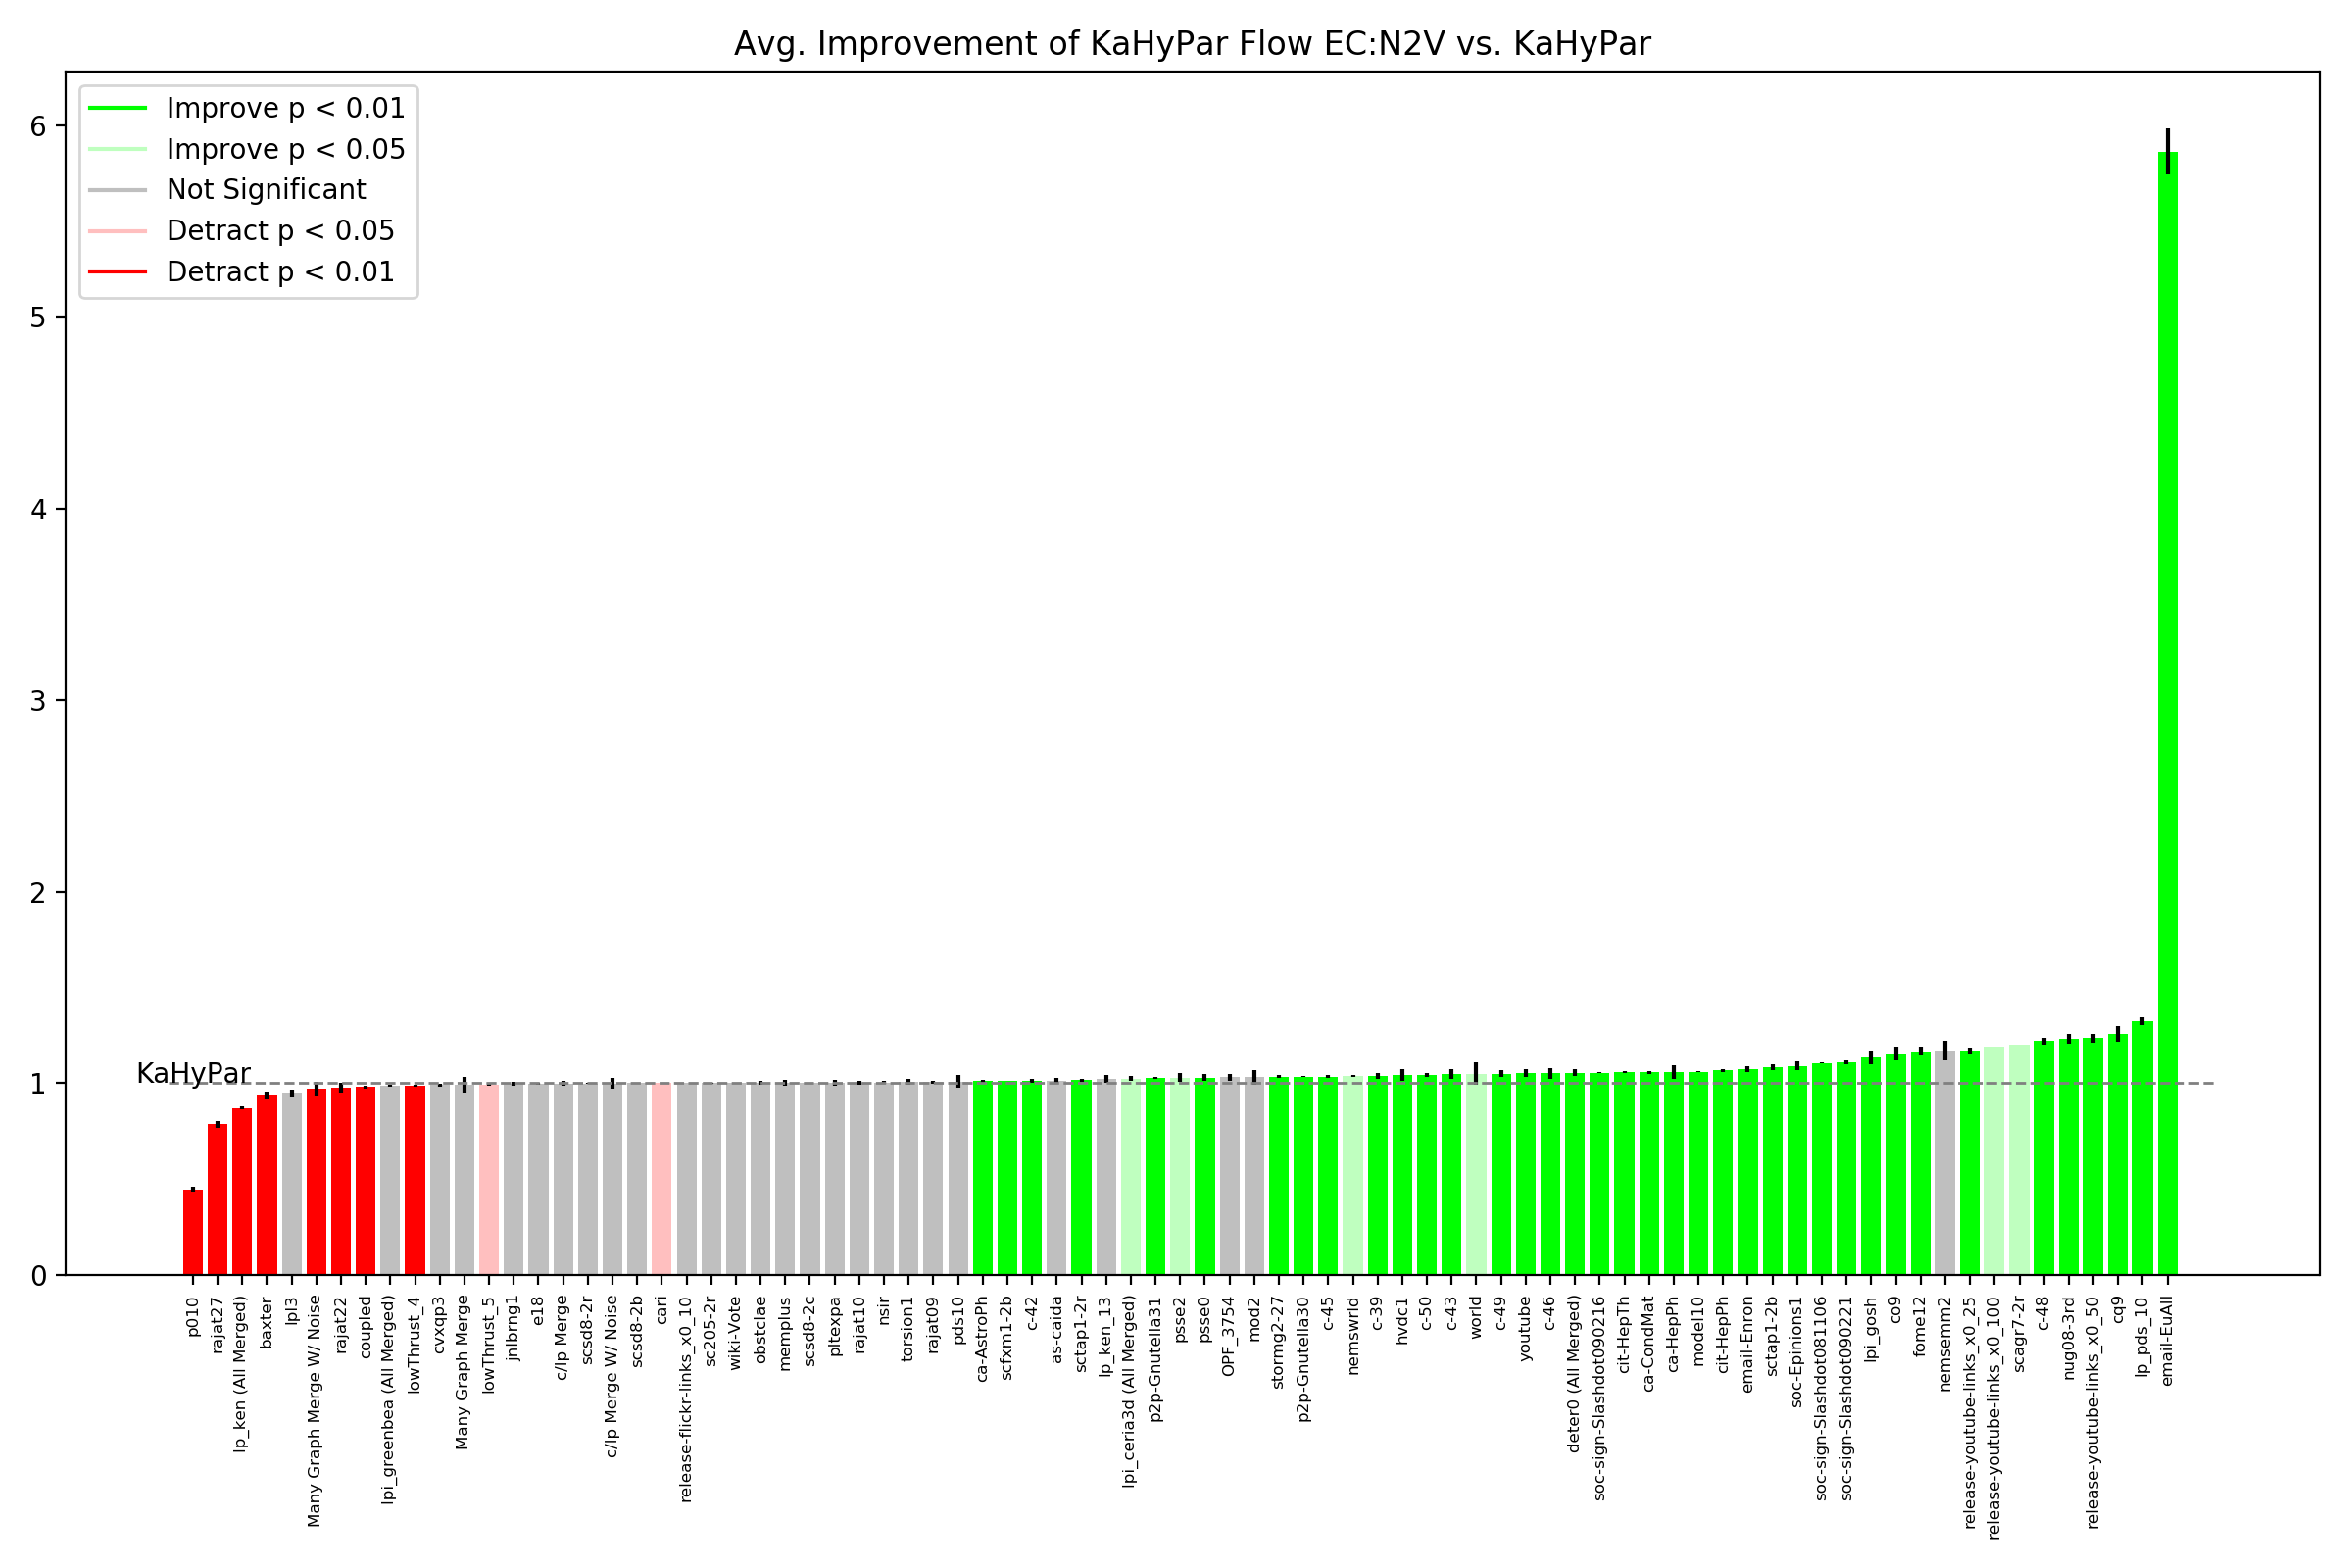 Avg. Improvement of KaHyPar Flow EC:N2V vs. KaHyPar
Improve p < 0.01
Improve p < 0.05
Not Significant
Detract p < 0.05
Detract p < 0.01
6
5
4
3
2
1
0
KaHyPar
p010
rajat27
lp_ken (All Merged)
baxter
lpl3
Many Graph Merge W/ Noise
rajat22
coupled
lpi_greenbea (All Merged)
lowThrust_4
cvxqp3
Many Graph Merge
lowThrust_5
jnlbrng1
e18
c/lp Merge
scsd8-2r
c/lp Merge W/ Noise
scsd8-2b
cari
release-flickr-links_x0_10
sc205-2r
wiki-Vote
obstclae
memplus
scsd8-2c
pltexpa
rajat10
nsir
torsion1
rajat09
pds10
ca-AstroPh
scfxm1-2b
c-42
as-caida
sctap1-2r
lp_ken_13
lpi_ceria3d (All Merged)
p2p-Gnutella31
psse2
psse0
OPF_3754
mod2
stormg2-27
p2p-Gnutella30
c-45
nemswrld
c-39
hvdc1
c-50
c-43
world
c-49
youtube
c-46
deter0 (All Merged)
soc-sign-Slashdot090216
cit-HepTh
ca-CondMat
ca-HepPh
model10
cit-HepPh
email-Enron
sctap1-2b
soc-Epinions1
soc-sign-Slashdot081106
soc-sign-Slashdot090221
lpi_gosh
co9
fome12
nemsemm2
release-youtube-links_x0_25
release-youtube-links_x0_100
scagr7-2r
c-48
nug08-3rd
release-youtube-links_x0_50
cq9
lp_pds_10
email-EuAll